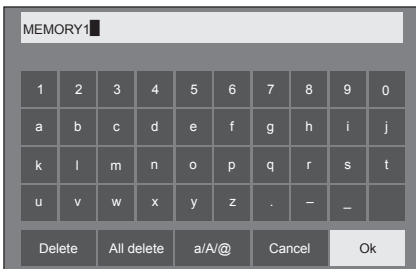 MEMORY1
1 2 3 4 5 6 7 8 9 0
a b c d e f g h i j
k l m n o p q r s t
u v w x y z . – _
Delete All delete a/A/@ Cancel Ok